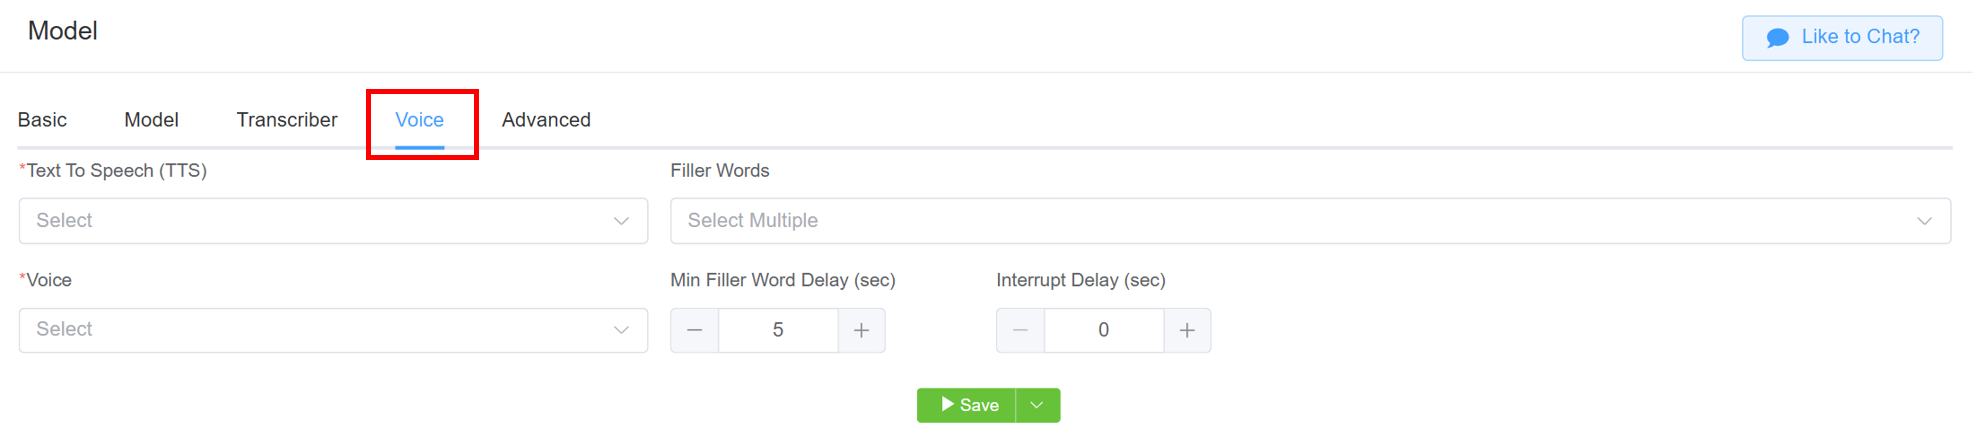 Model
Like to Chat?
Basic Model Transcriber Voice Advanced
*Text To Speech (TTS) Filler Words
Select Select Multiple
*Voice Min Filler Word Delay (sec) Interrupt Delay (sec)
Select 5 0
Save